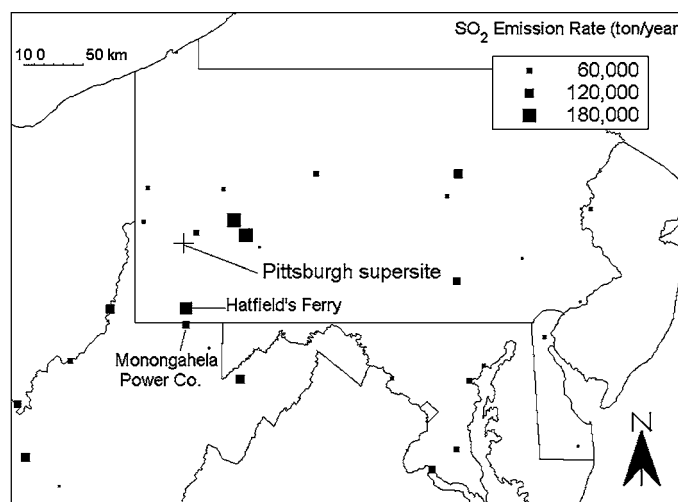 SO2 Emission Rate (ton/year
10 0 50 km
60,000
120,000
180,000
Pittsburgh supersite
Hatfield's Ferry
Monongahela
Power Co.
N